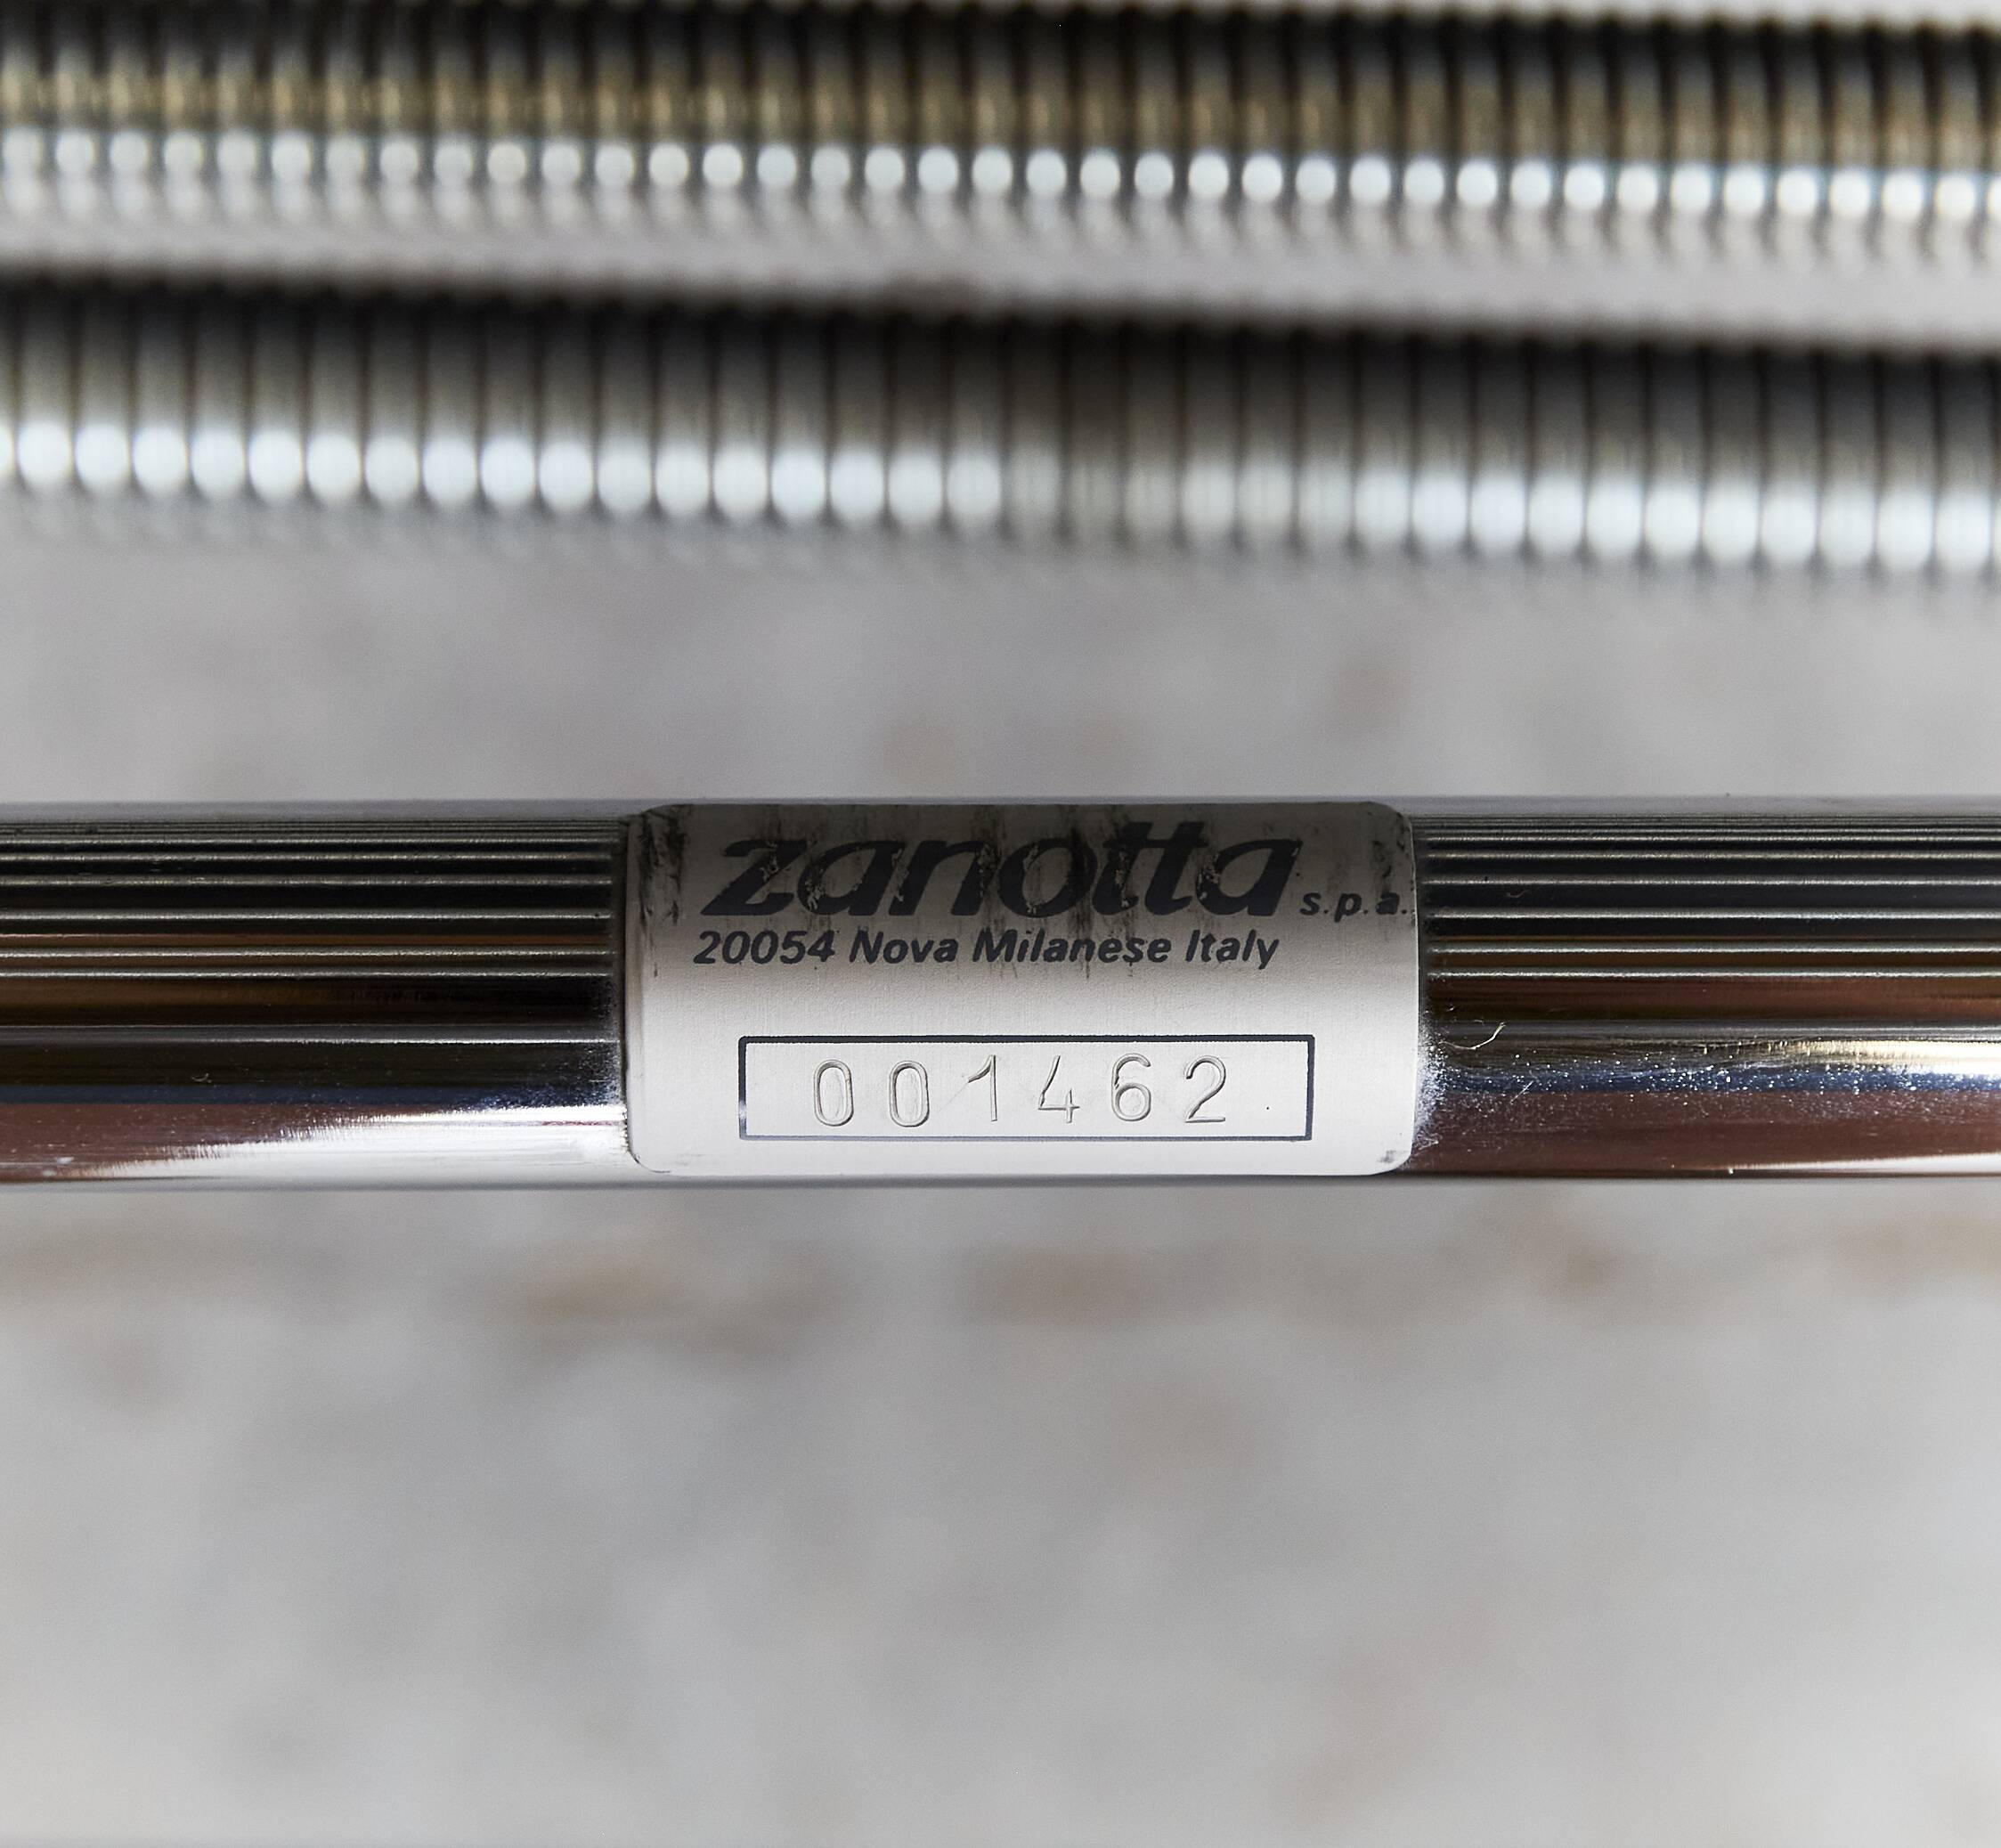 zanotta s.p.a.
20054 Nova Milanese Italy
001462